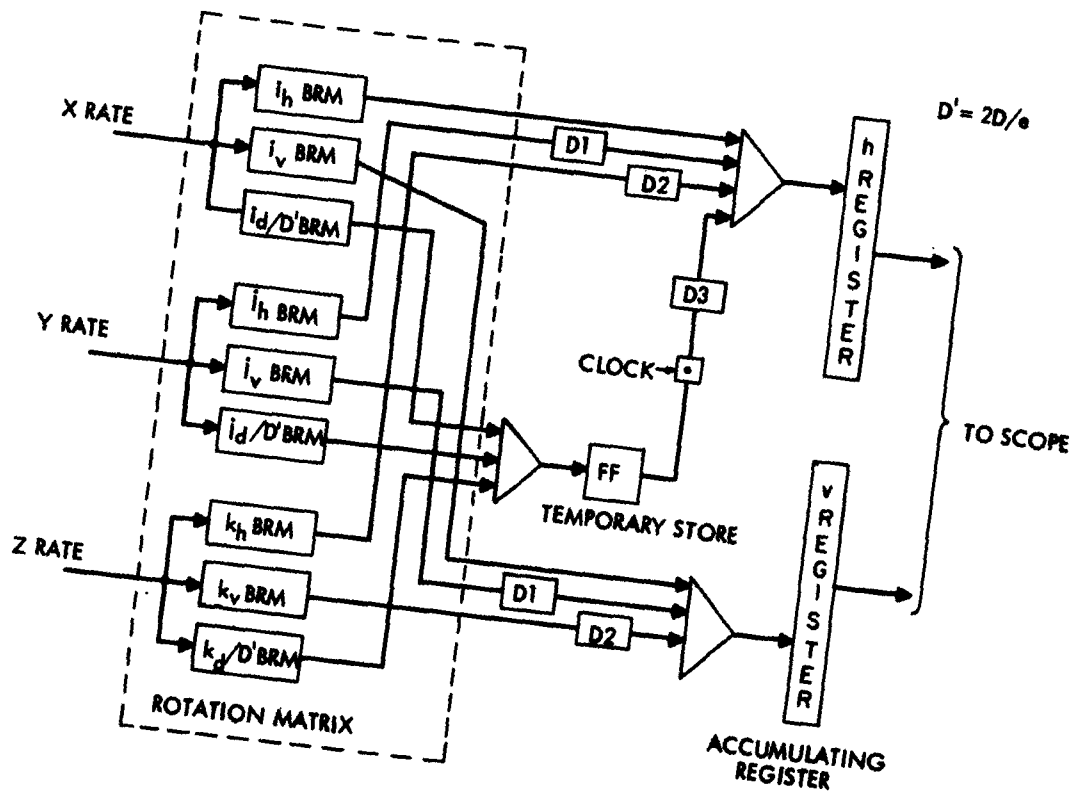 X RATE
i_h BRM
i_v BRM
i_d/D' BRM
D1
D2
D' = 2D/e
h REGISTER
Y RATE
i_h BRM
i_v BRM
i_d/D' BRM
D3
CLOCK
TO SCOPE
FF
TEMPORARY STORE
Z RATE
k_h BRM
k_v BRM
k_d/D' BRM
D1
D2
v REGISTER
ROTATION MATRIX
ACCUMULATING
REGISTER